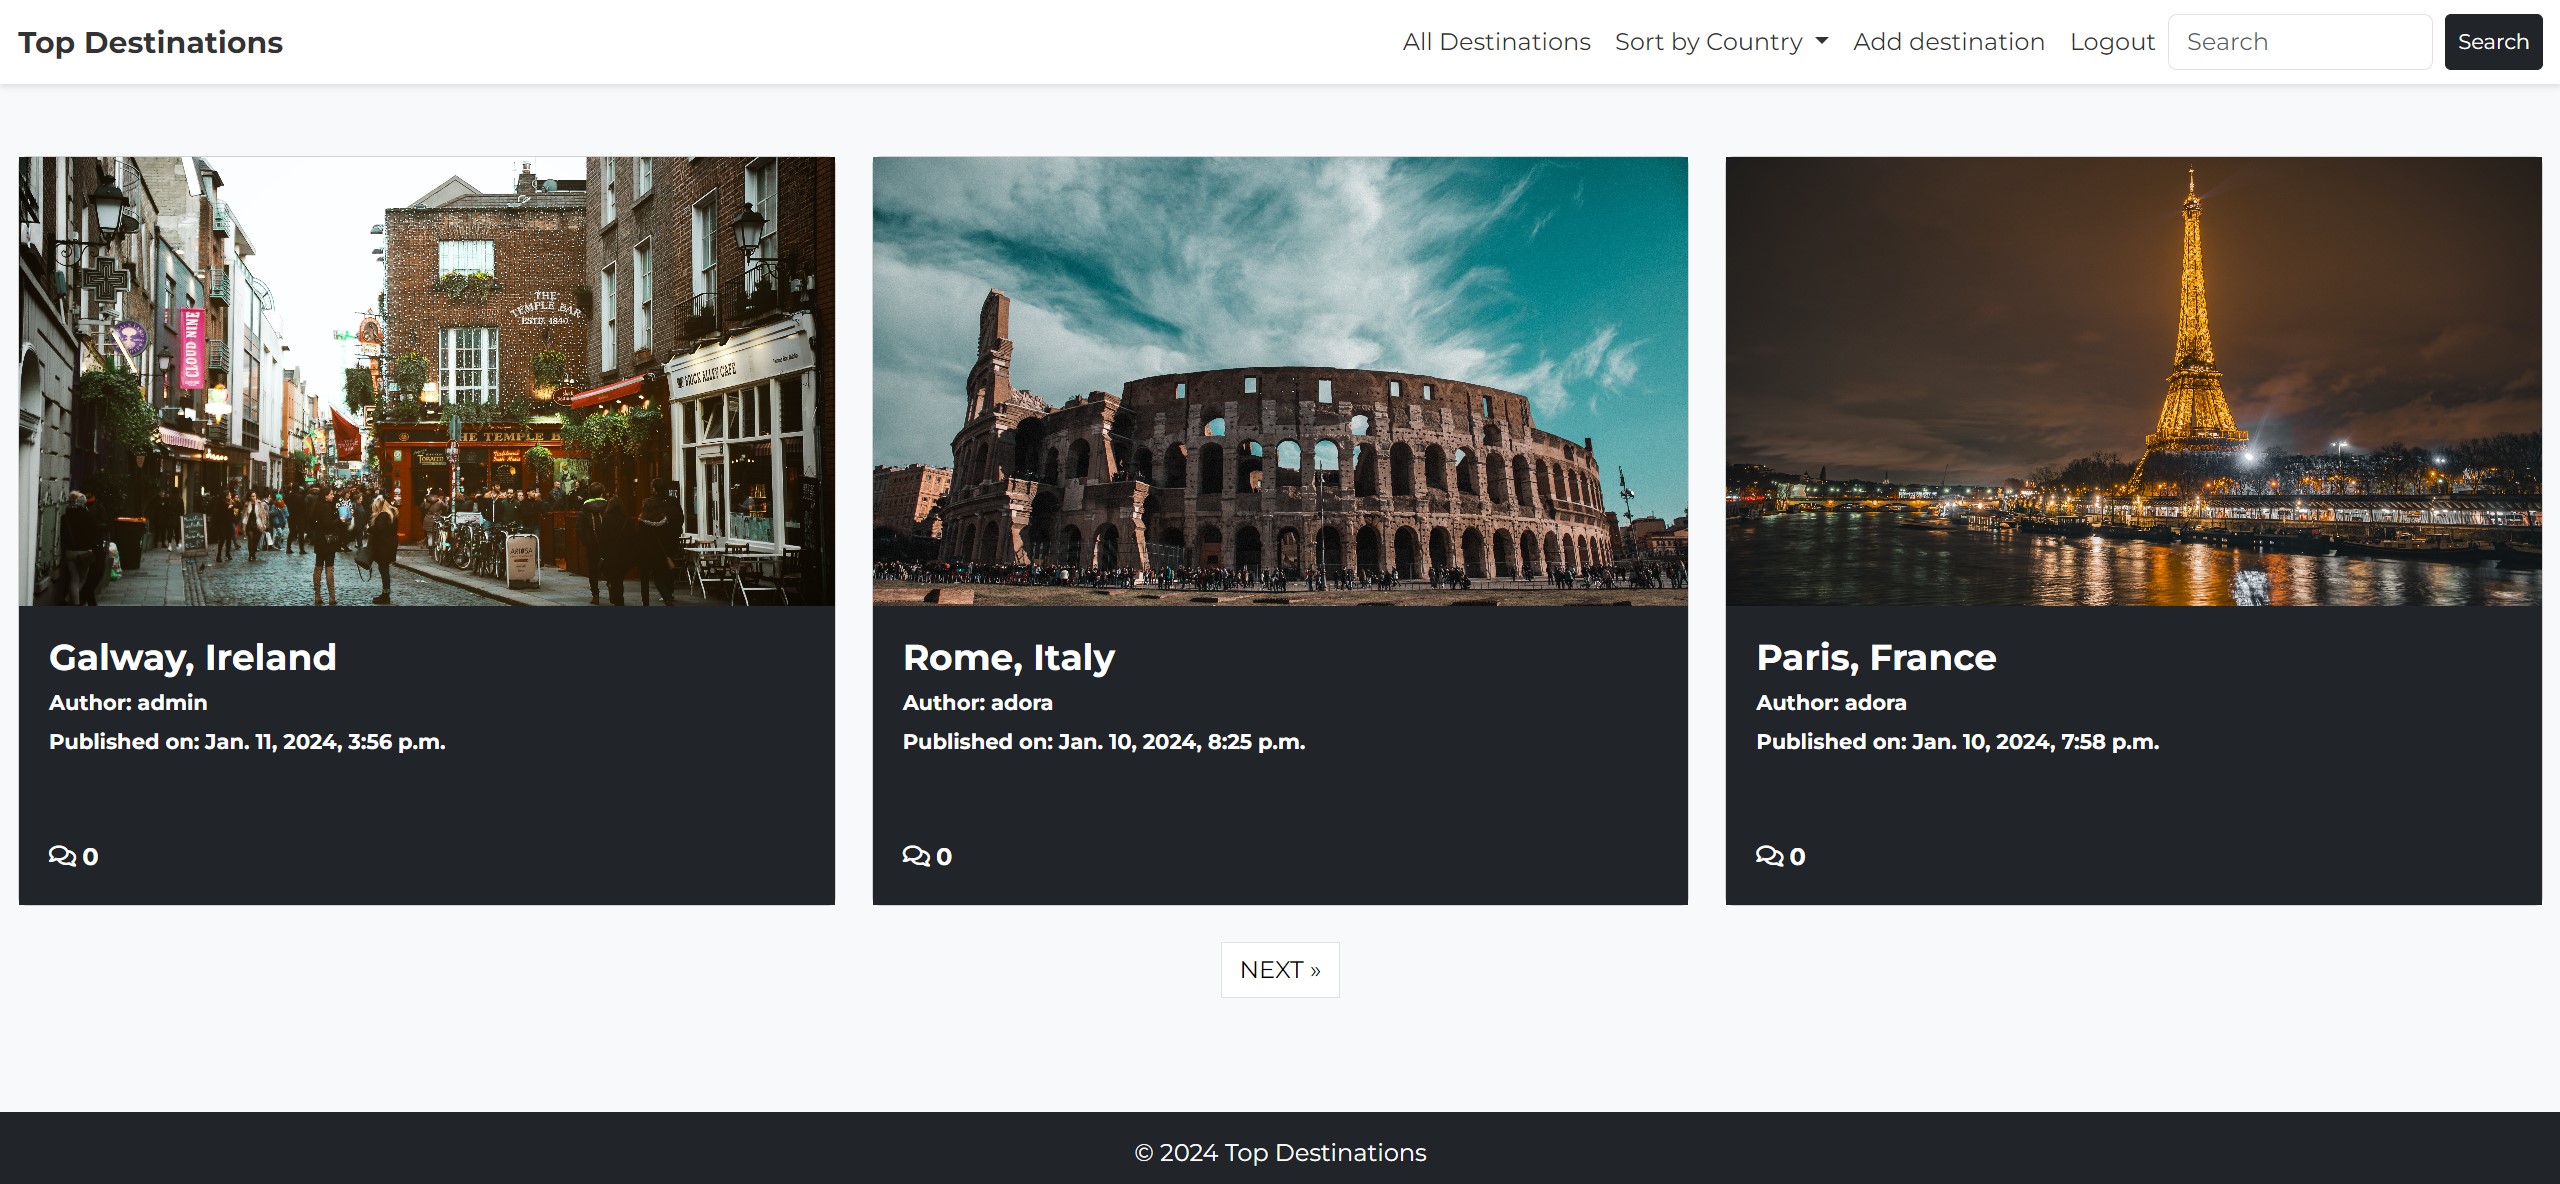 Top Destinations
All Destinations
Sort by Country
Add destination
Logout
Search
Search
CLOUD NINE
THE
TEMPLE BAR
ESTD. 1840
BRICK ALLEY CAFE
THE TEMPLE B
Galway, Ireland
Author: admin
Published on: Jan. 11, 2024, 3:56 p.m.
0
Rome, Italy
Author: adora
Published on: Jan. 10, 2024, 8:25 p.m.
0
Paris, France
Author: adora
Published on: Jan. 10, 2024, 7:58 p.m.
0
NEXT »
© 2024 Top Destinations